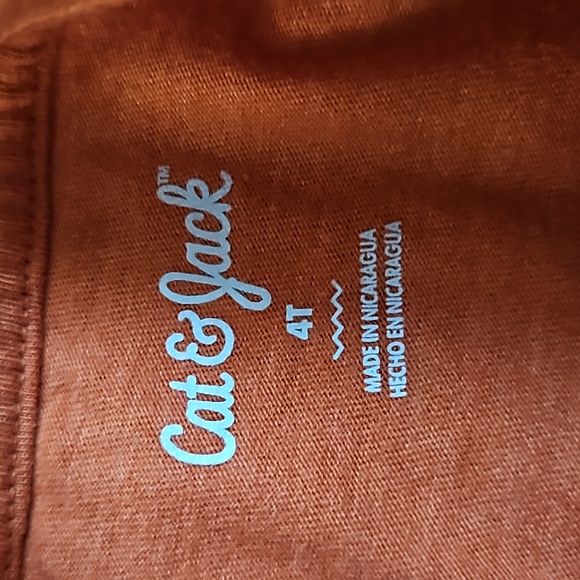 Cat & Jack™
4T
MADE IN NICARAGUA
HECHO EN NICARAGUA